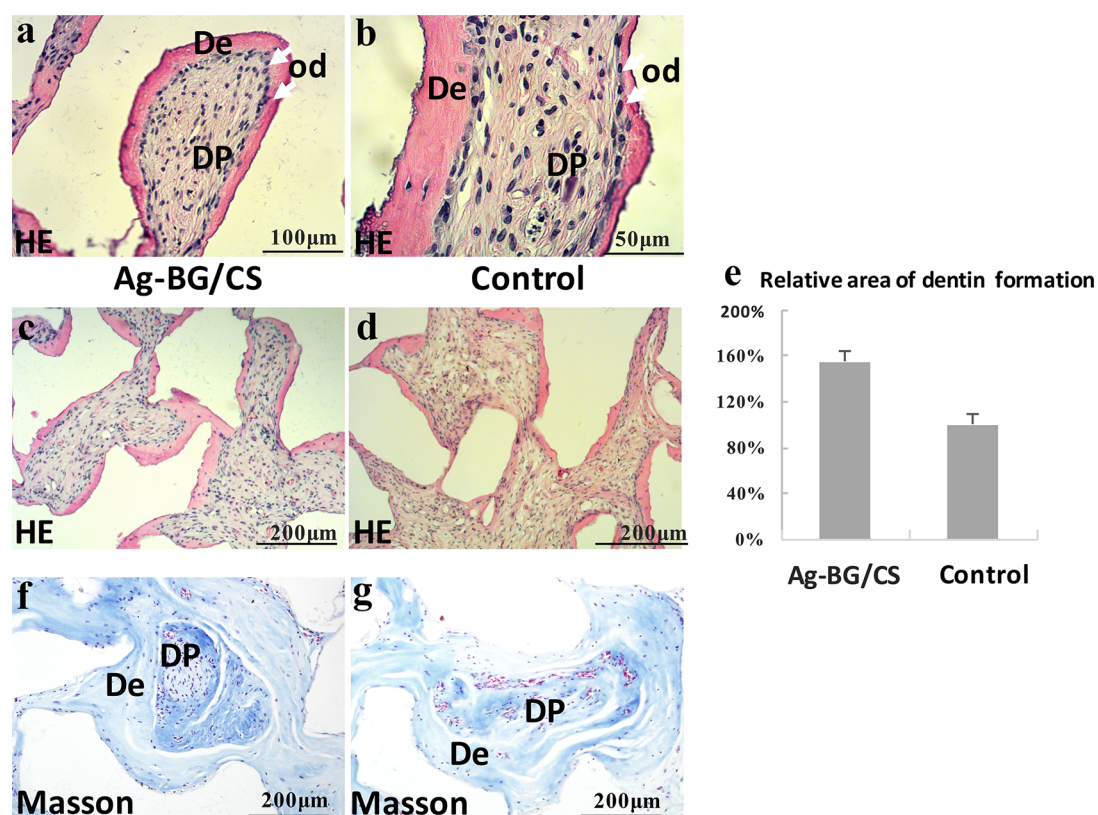 a
De
od
DP
HE
100μm
b
De
od
DP
HE
50μm
Ag-BG/CS
Control
c
HE
200μm
d
HE
200μm
e
Relative area of dentin formation
200%
160%
120%
80%
40%
0%
Ag-BG/CS
Control
f
DP
De
Masson
200μm
g
DP
De
Masson
200μm